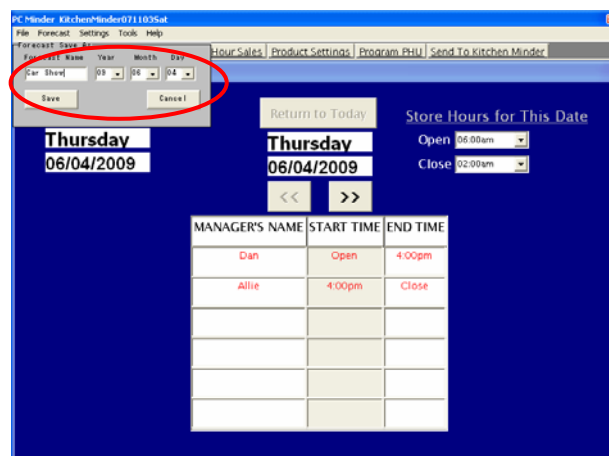 PC Minder KitchenMinder071103Sat
File Forecast Settings Tools Help
Forecast Save As
Hour Sales Product Settings Program PHU Send To Kitchen Minder
Forecast Name Year Month Day
Car Show 09 06 04
Save Cancel
Return to Today
Store Hours for This Date
Thursday Thursday Open 06:00am
06/04/2009 06/04/2009 Close 02:00am
<< >>
MANAGER'S NAME START TIME END TIME
Dan Open 4:00pm
Allie 4:00pm Close